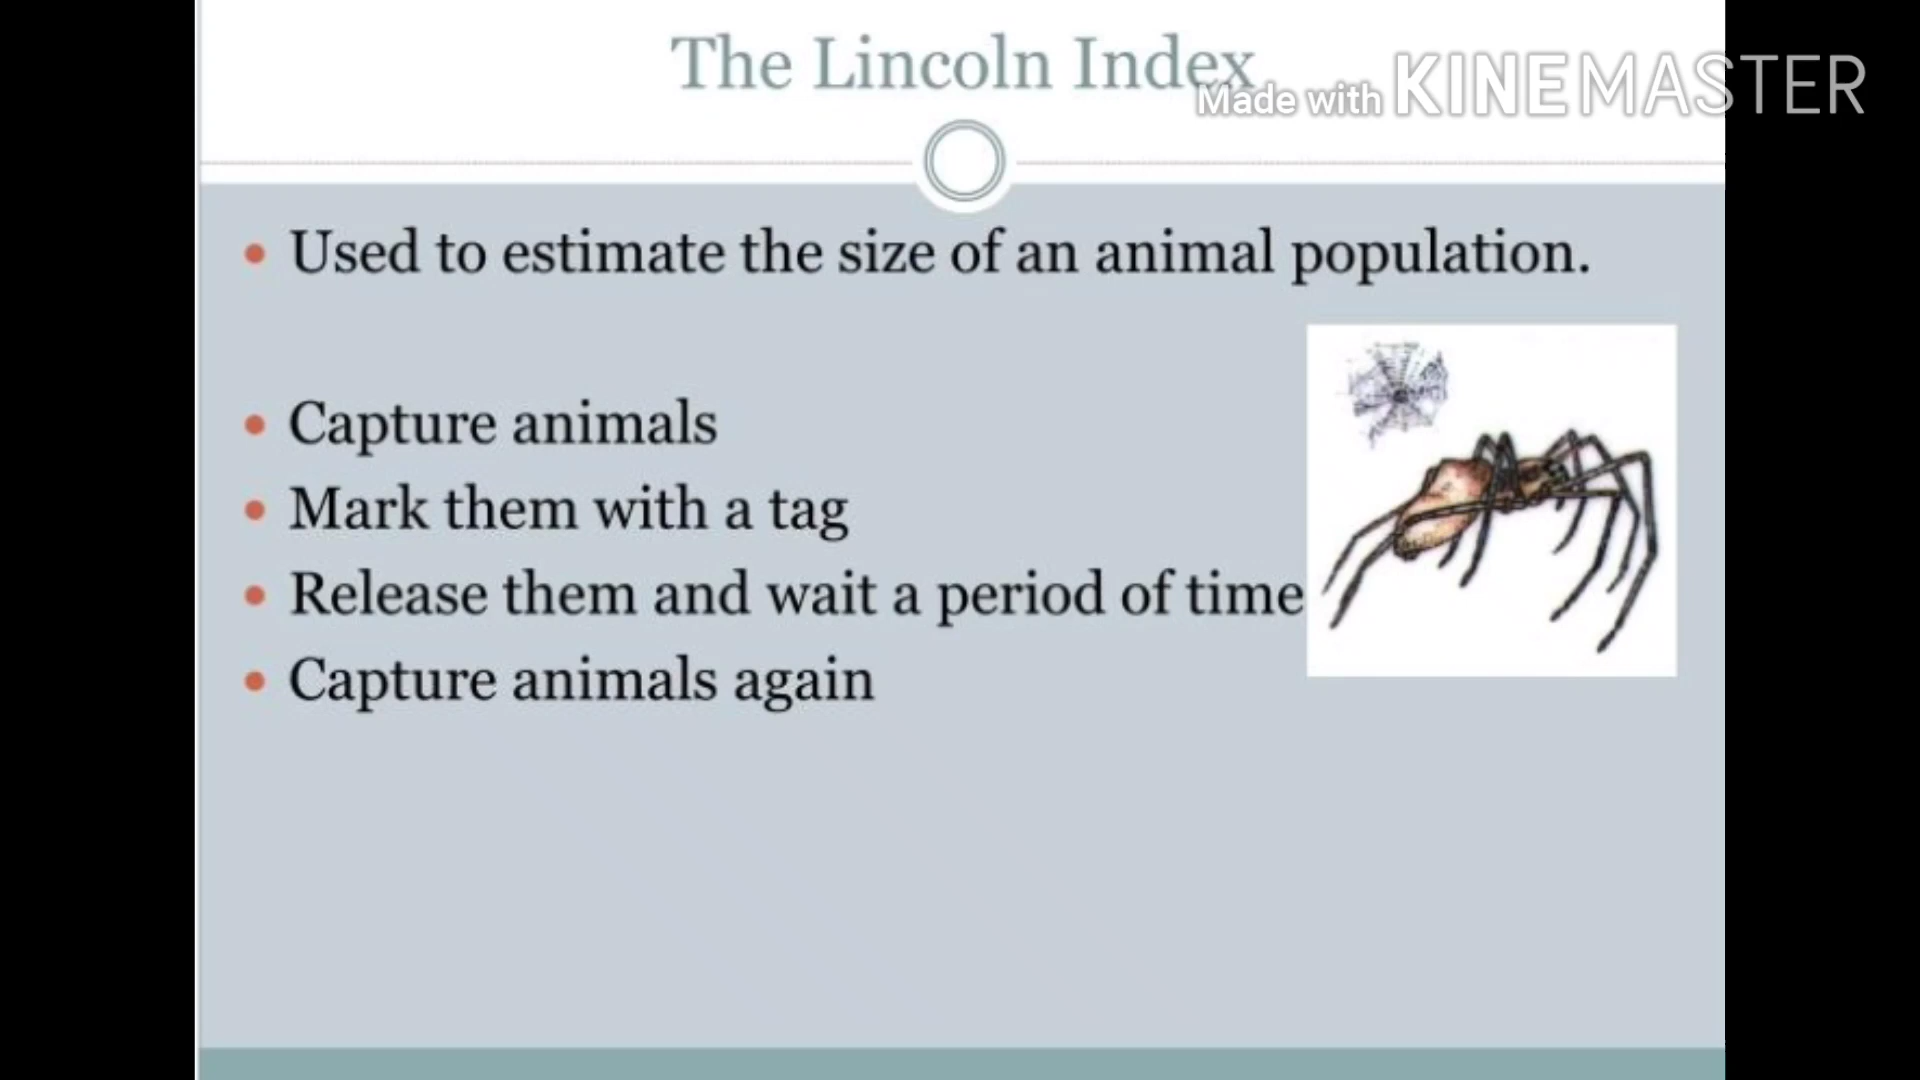 The Lincoln Index
Made with KINEMASTER
Used to estimate the size of an animal population.
Capture animals
Mark them with a tag
Release them and wait a period of time
Capture animals again